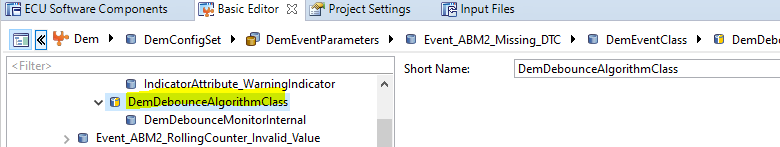 ECU Software Components Basic Editor Project Settings Input Files
Dem DemConfigSet DemEventParameters Event_ABM2_Missing_DTC DemEventClass DemDebo
<Filter> Short Name: DemDebounceAlgorithmClass
IndicatorAttribute_WarningIndicator
DemDebounceAlgorithmClass
DemDebounceMonitorInternal
Event_ABM2_RollingCounter_Invalid_Value